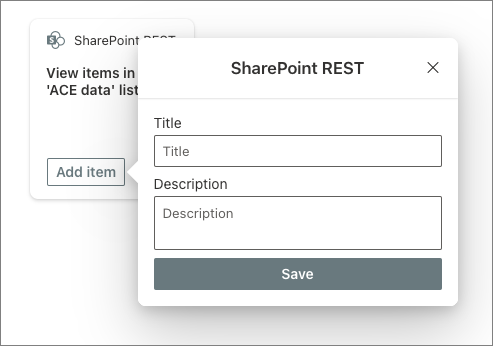 SharePoint REST
View items in
'ACE data' list
Add item
SharePoint REST
Title
Title
Description
Description
Save